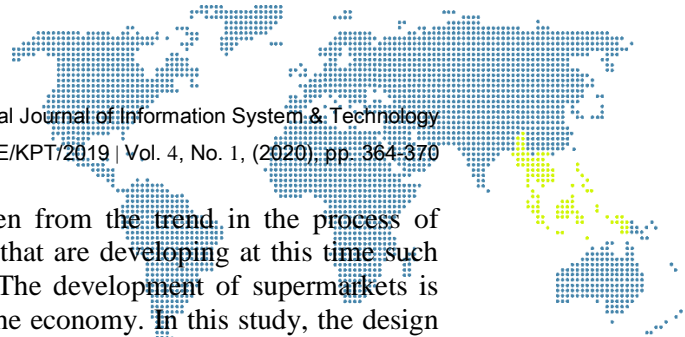 al Journal of Information System & Technology
E/KPT/2019 | Vol. 4, No. 1, (2020), pp. 364-370
en from the trend in the process of
that are developing at this time such
The development of supermarkets is
ne economy. In this study, the design